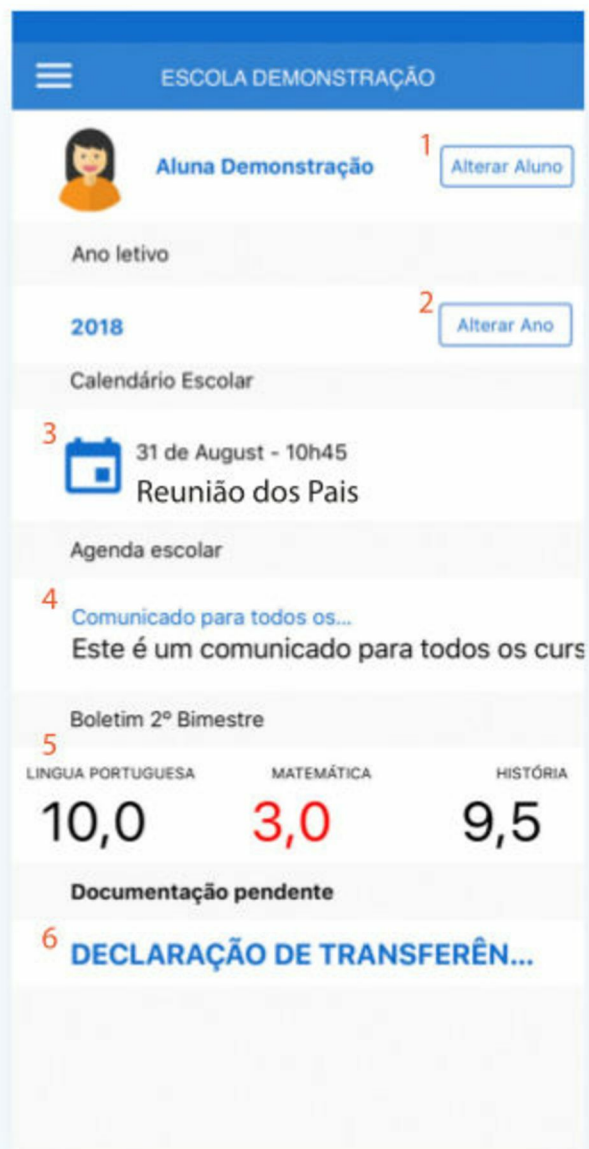 ESCOLA DEMONSTRAÇÃO
1
Aluna Demonstração
Alterar Aluno
Ano letivo
2
2018
Alterar Ano
Calendário Escolar
3
31 de August - 10h45
Reunião dos Pais
Agenda escolar
4
Comunicado para todos os...
Este é um comunicado para todos os curs
Boletim 2º Bimestre
5
LINGUA PORTUGUESA MATEMÁTICA HISTÓRIA
10,0 3,0 9,5
Documentação pendente
6
DECLARAÇÃO DE TRANSFERÊN...